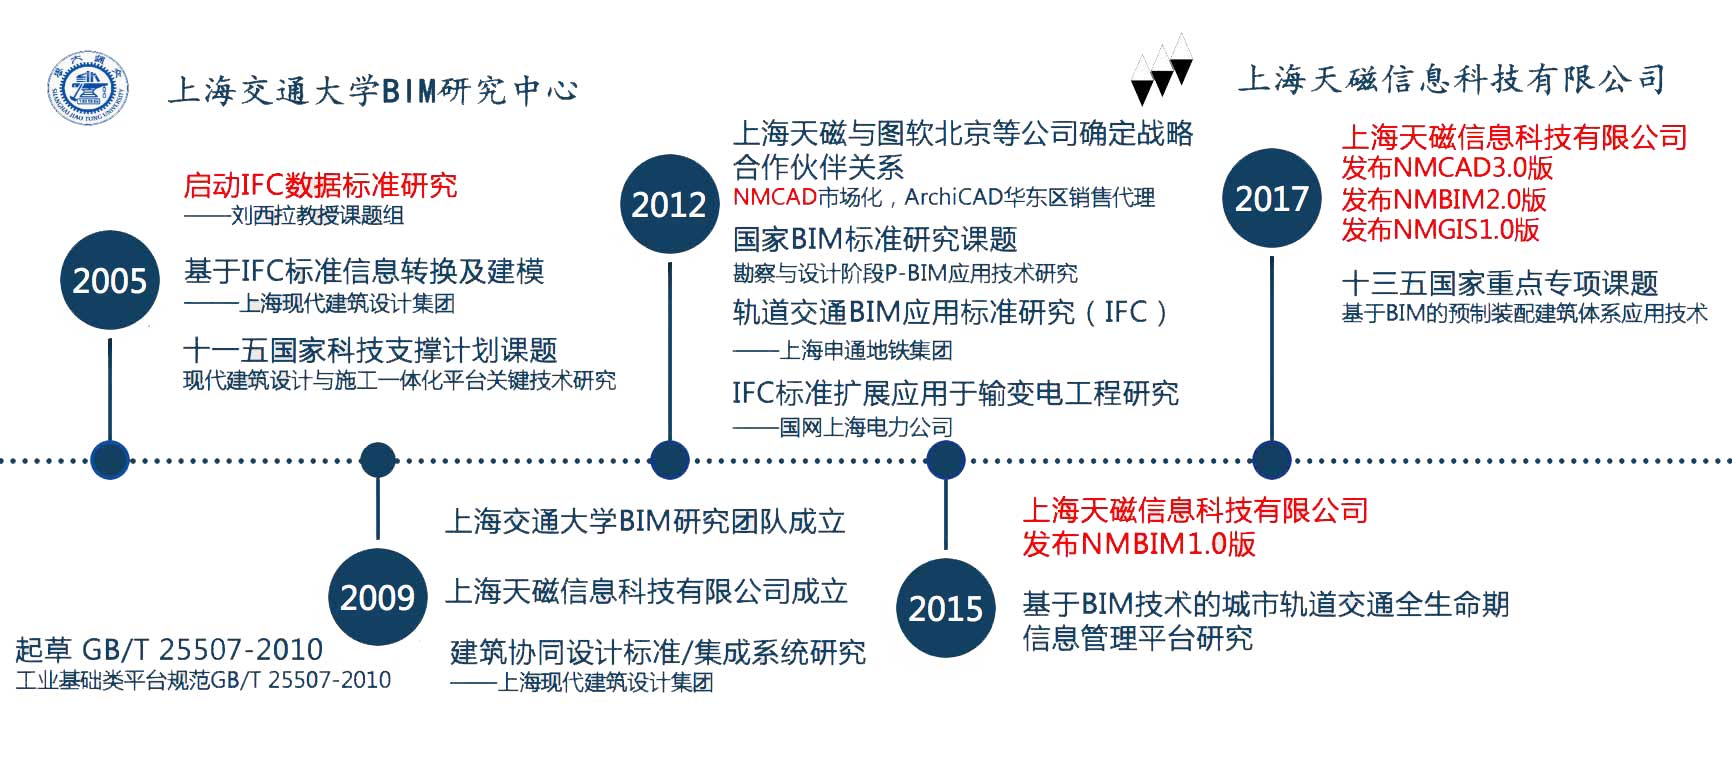 上海交通大学BIM研究中心
上海天磁信息科技有限公司
SHANGHAI JIAO TONG UNIVERSITY
1896
2005
启动IFC数据标准研究
——刘西拉教授课题组
基于IFC标准信息转换及建模
——上海现代建筑设计集团
十一五国家科技支撑计划课题
现代建筑设计与施工一体化平台关键技术研究
2012
上海天磁与图软北京等公司确定战略
合作伙伴关系
NMCAD市场化，ArchiCAD华东区销售代理
国家BIM标准研究课题
勘察与设计阶段P-BIM应用技术研究
轨道交通BIM应用标准研究（IFC）
——上海申通地铁集团
IFC标准扩展应用于输变电工程研究
——国网上海电力公司
2017
上海天磁信息科技有限公司
发布NMCAD3.0版
发布NMBIM2.0版
发布NMGIS1.0版
十三五国家重点专项课题
基于BIM的预制装配建筑体系应用技术
2009
上海交通大学BIM研究团队成立
上海天磁信息科技有限公司成立
建筑协同设计标准/集成系统研究
——上海现代建筑设计集团
起草 GB/T 25507-2010
工业基础类平台规范GB/T 25507-2010
2015
上海天磁信息科技有限公司
发布NMBIM1.0版
基于BIM技术的城市轨道交通全生命期
信息管理平台研究